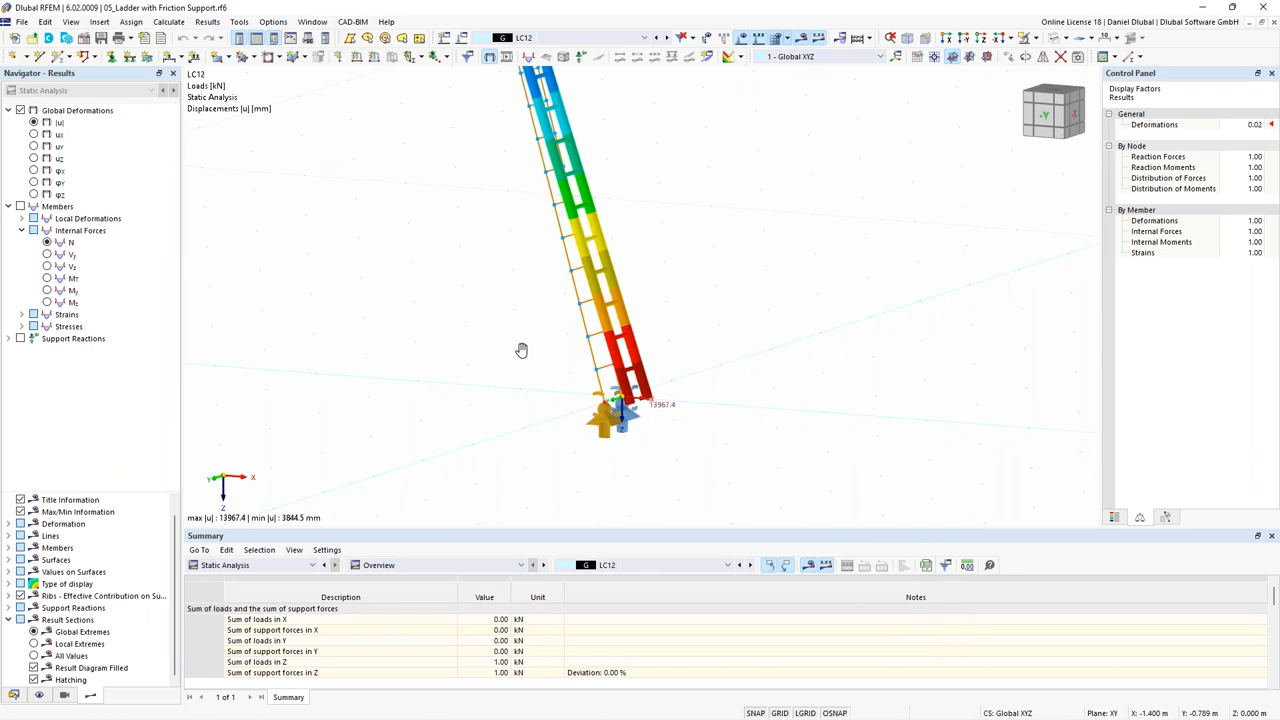 Dlubal RFEM | 6.02.0009 | 05_Ladder with Friction Support.rf6
File Edit View Insert Assign Calculate Results Tools Options Window CAD-BIM Help
Online License 18 | Daniel Dlubal | Dlubal Software GmbH
G LC12
1 - Global XYZ
Navigator - Results
Static Analysis
Global Deformations
|u|
uX
uY
uZ
φX
φY
φZ
Members
Local Deformations
Internal Forces
N
Vy
Vz
MT
My
Mz
Strains
Stresses
Support Reactions
Title Information
Max/Min Information
Deformation
Lines
Members
Surfaces
Values on Surfaces
Type of display
Ribs - Effective Contribution on Su...
Support Reactions
Result Sections
Global Extremes
Local Extremes
All Values
Result Diagram Filled
Hatching
LC12
Loads [kN]
Static Analysis
Displacements |u| [mm]
-Y
13967.4
Z
Y
X
Z
max |u| : 13967.4 | min |u| : 3844.5 mm
Control Panel
Display Factors
Results
General
Deformations 0.02
By Node
Reaction Forces 1.00
Reaction Moments 1.00
Distribution of Forces 1.00
Distribution of Moments 1.00
By Member
Deformations 1.00
Internal Forces 1.00
Internal Moments 1.00
Strains 1.00
Summary
Go To Edit Selection View Settings
Static Analysis Overview G LC12
Description Value Unit Notes
Sum of loads and the sum of support forces
Sum of loads in X 0.00 kN
Sum of support forces in X 0.00 kN
Sum of loads in Y 0.00 kN
Sum of support forces in Y 0.00 kN
Sum of loads in Z 1.00 kN
Sum of support forces in Z 1.00 kN Deviation: 0.00 %
1 of 1 Summary
SNAP GRID LGRID OSNAP CS: Global XYZ Plane: XY X: -1.400 m Y: -0.789 m Z: 0.000 m